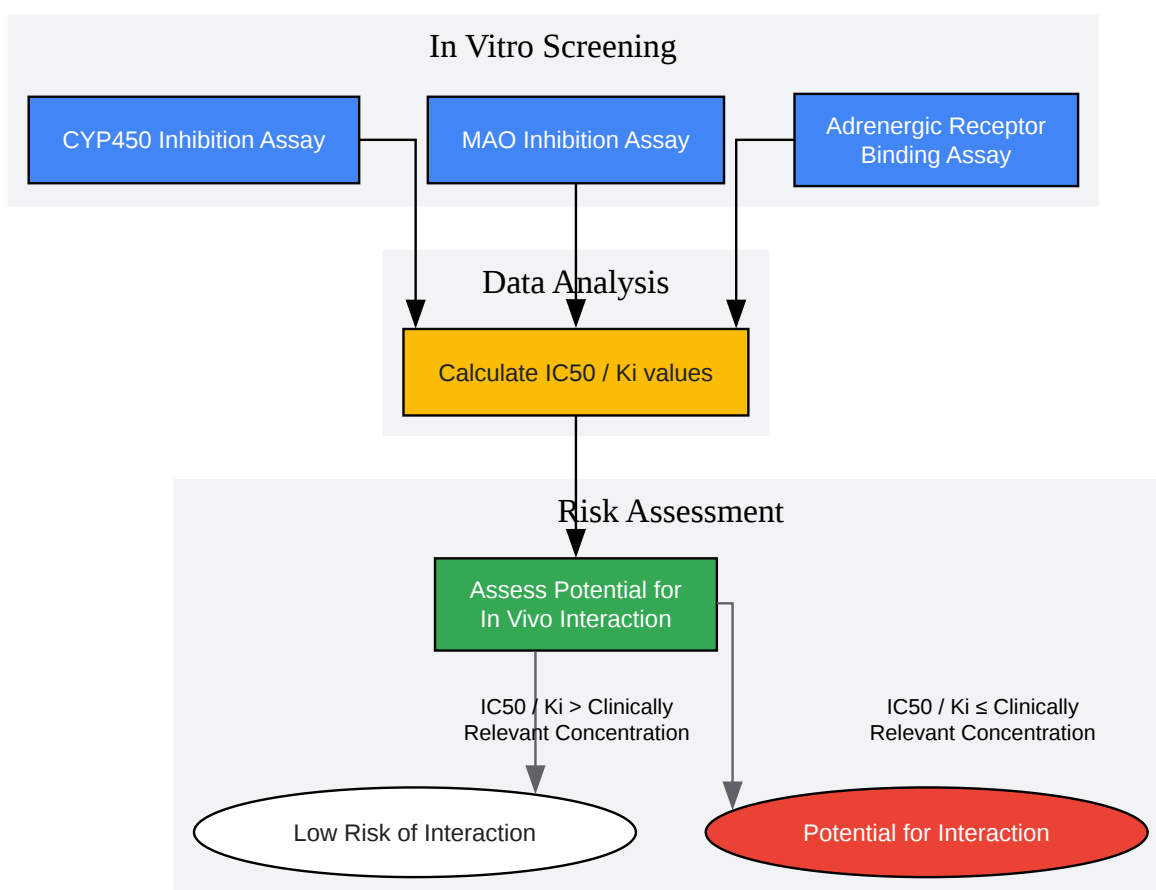 In Vitro Screening
CYP450 Inhibition Assay
MAO Inhibition Assay
Adrenergic Receptor
Binding Assay
Data Analysis
Calculate IC50 / Ki values
Risk Assessment
Assess Potential for
In Vivo Interaction
IC50 / Ki > Clinically
Relevant Concentration
IC50 / Ki ≤ Clinically
Relevant Concentration
Low Risk of Interaction
Potential for Interaction